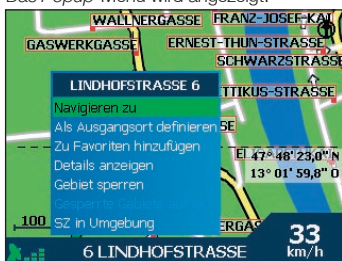 Das Popup-Menü wird angezeigt.
WALLNERGASSE FRANZ-JOSEF-KAI
GASWERKGASSE ERNEST-THUN-STRASSE
SCHWARZSTRASSE
LINDHOFSTRASSE 6
TTIKUS-STRASSE
Navigieren zu
Als Ausgangsort definieren SE
Zu Favoriten hinzufügen
47° 48' 23,0" N
Details anzeigen
13° 01' 59,8" O
Gebiet sperren
SZ in Umgebung
100
ERGAS
33
km/h
6 LINDHOFSTRASSE